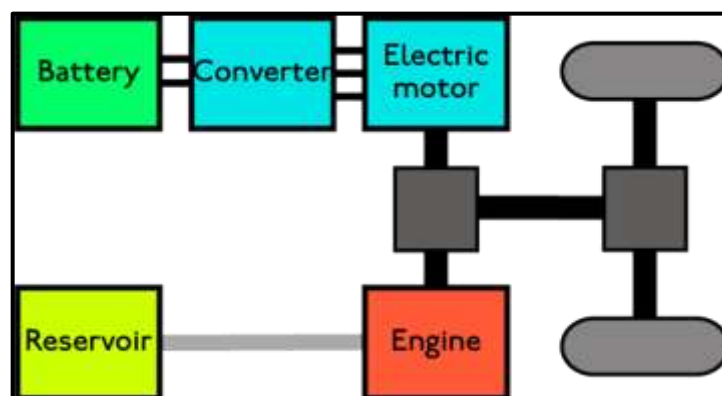 Battery
Converter
Electric
motor
Reservoir
Engine